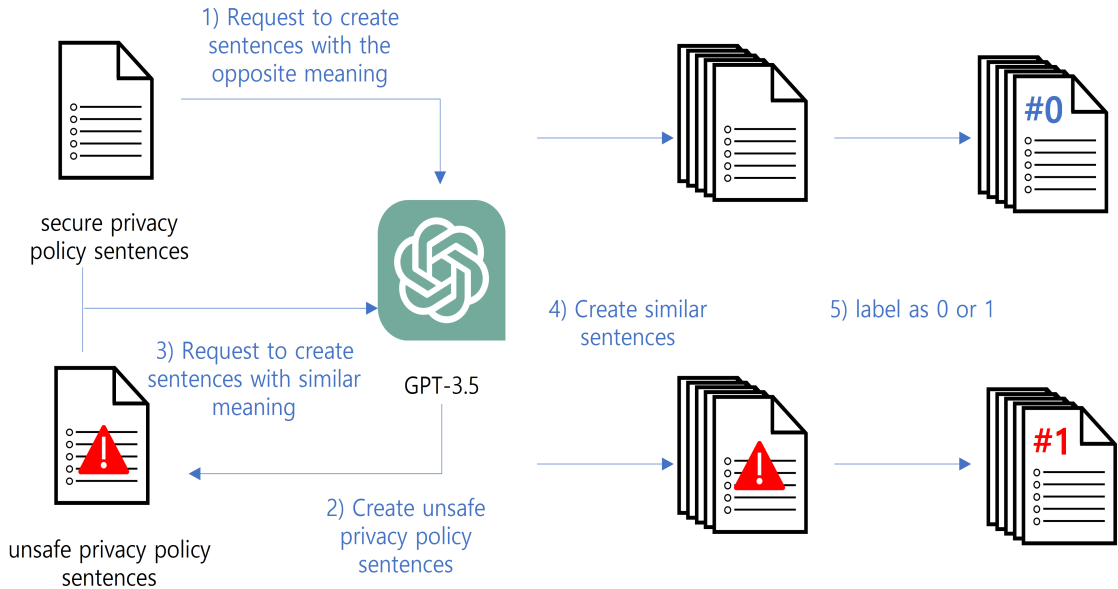 1) Request to create
sentences with the
opposite meaning
#0
secure privacy
policy sentences
4) Create similar
sentences
5) label as 0 or 1
3) Request to create
sentences with similar
meaning
GPT-3.5
#1
2) Create unsafe
privacy policy
sentences
unsafe privacy policy
sentences